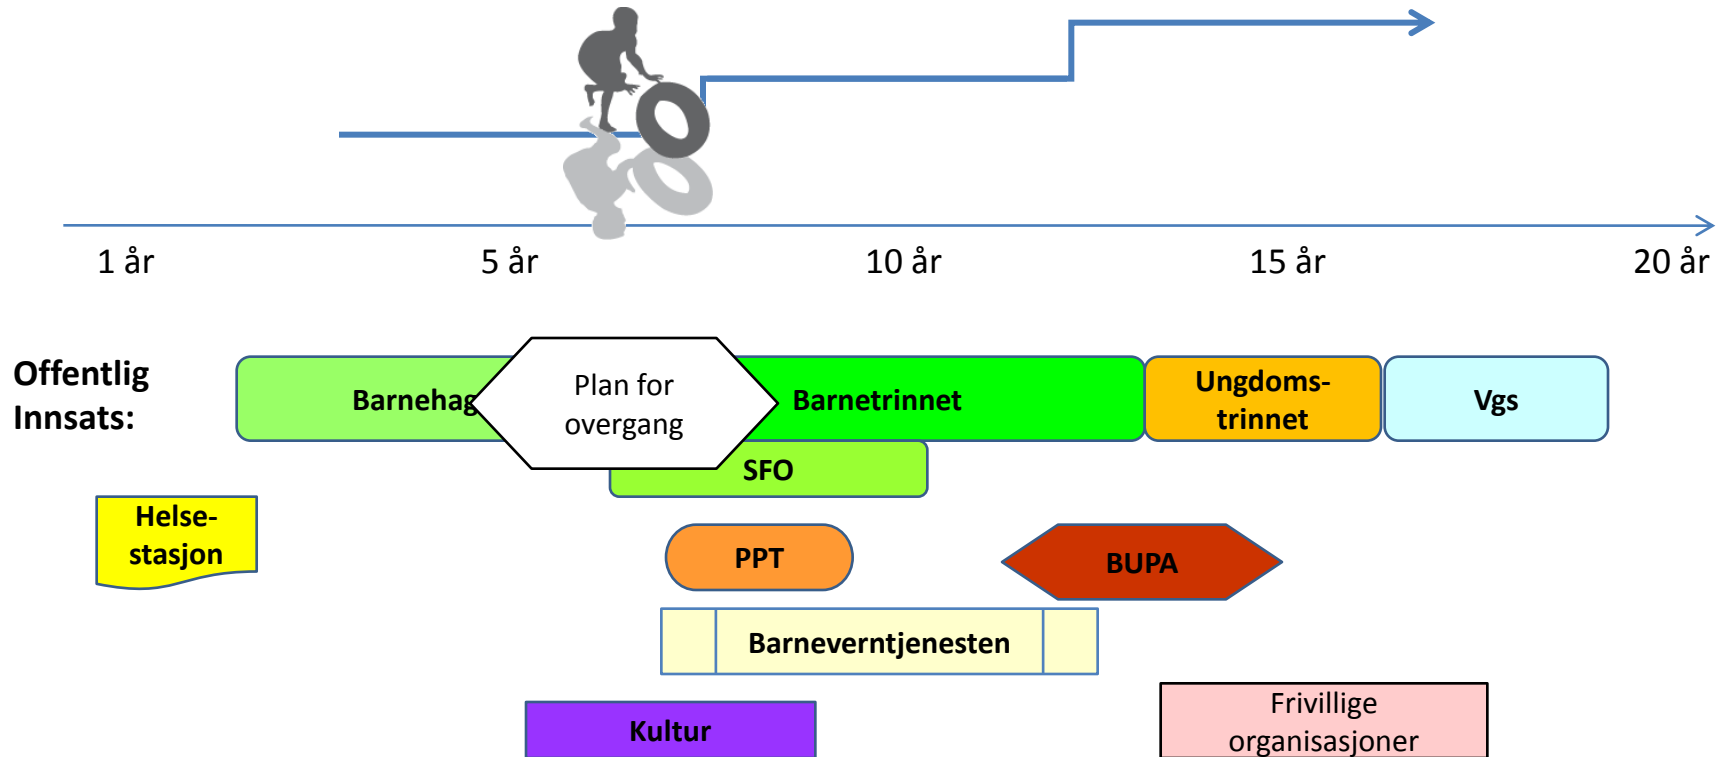 1 år
5 år
10 år
15 år
20 år
Offentlig
Innsats:
Barnehag
Plan for
overgang
Barnetrinnet
Ungdoms-
trinnet
Vgs
SFO
Helse-
stasjon
PPT
BUPA
Barneverntjenesten
Kultur
Frivillige
organisasjoner